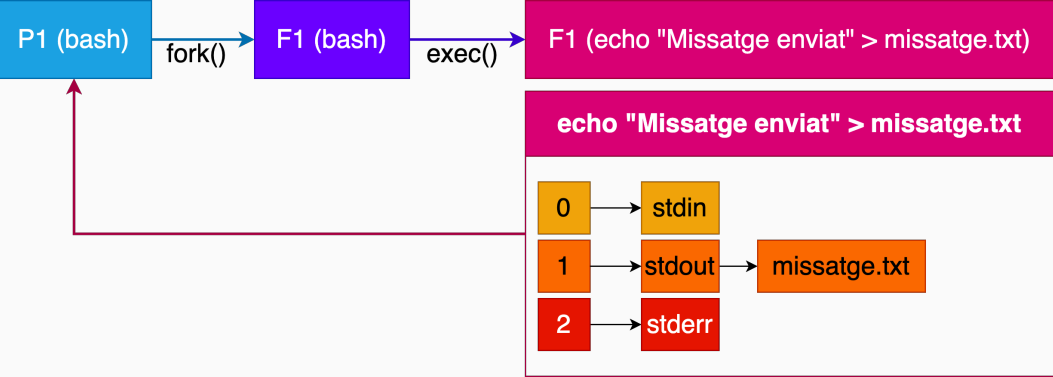 P1 (bash)
fork()
F1 (bash)
exec()
F1 (echo "Missatge enviat" > missatge.txt)
echo "Missatge enviat" > missatge.txt
0
stdin
1
stdout
missatge.txt
2
stderr